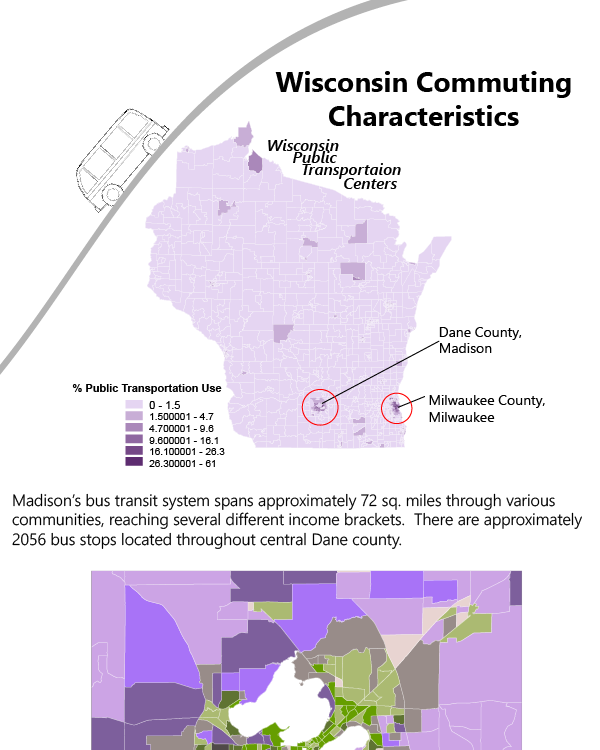 Wisconsin Commuting
Characteristics
Wisconsin
Public
Transportaion
Centers
Dane County,
Madison
% Public Transportation Use
0 - 1.5
1.500001 - 4.7
4.700001 - 9.6
9.600001 - 16.1
16.100001 - 26.3
26.300001 - 61
Milwaukee County,
Milwaukee
Madison’s bus transit system spans approximately 72 sq. miles through various
communities, reaching several different income brackets.  There are approximately
2056 bus stops located throughout central Dane county.